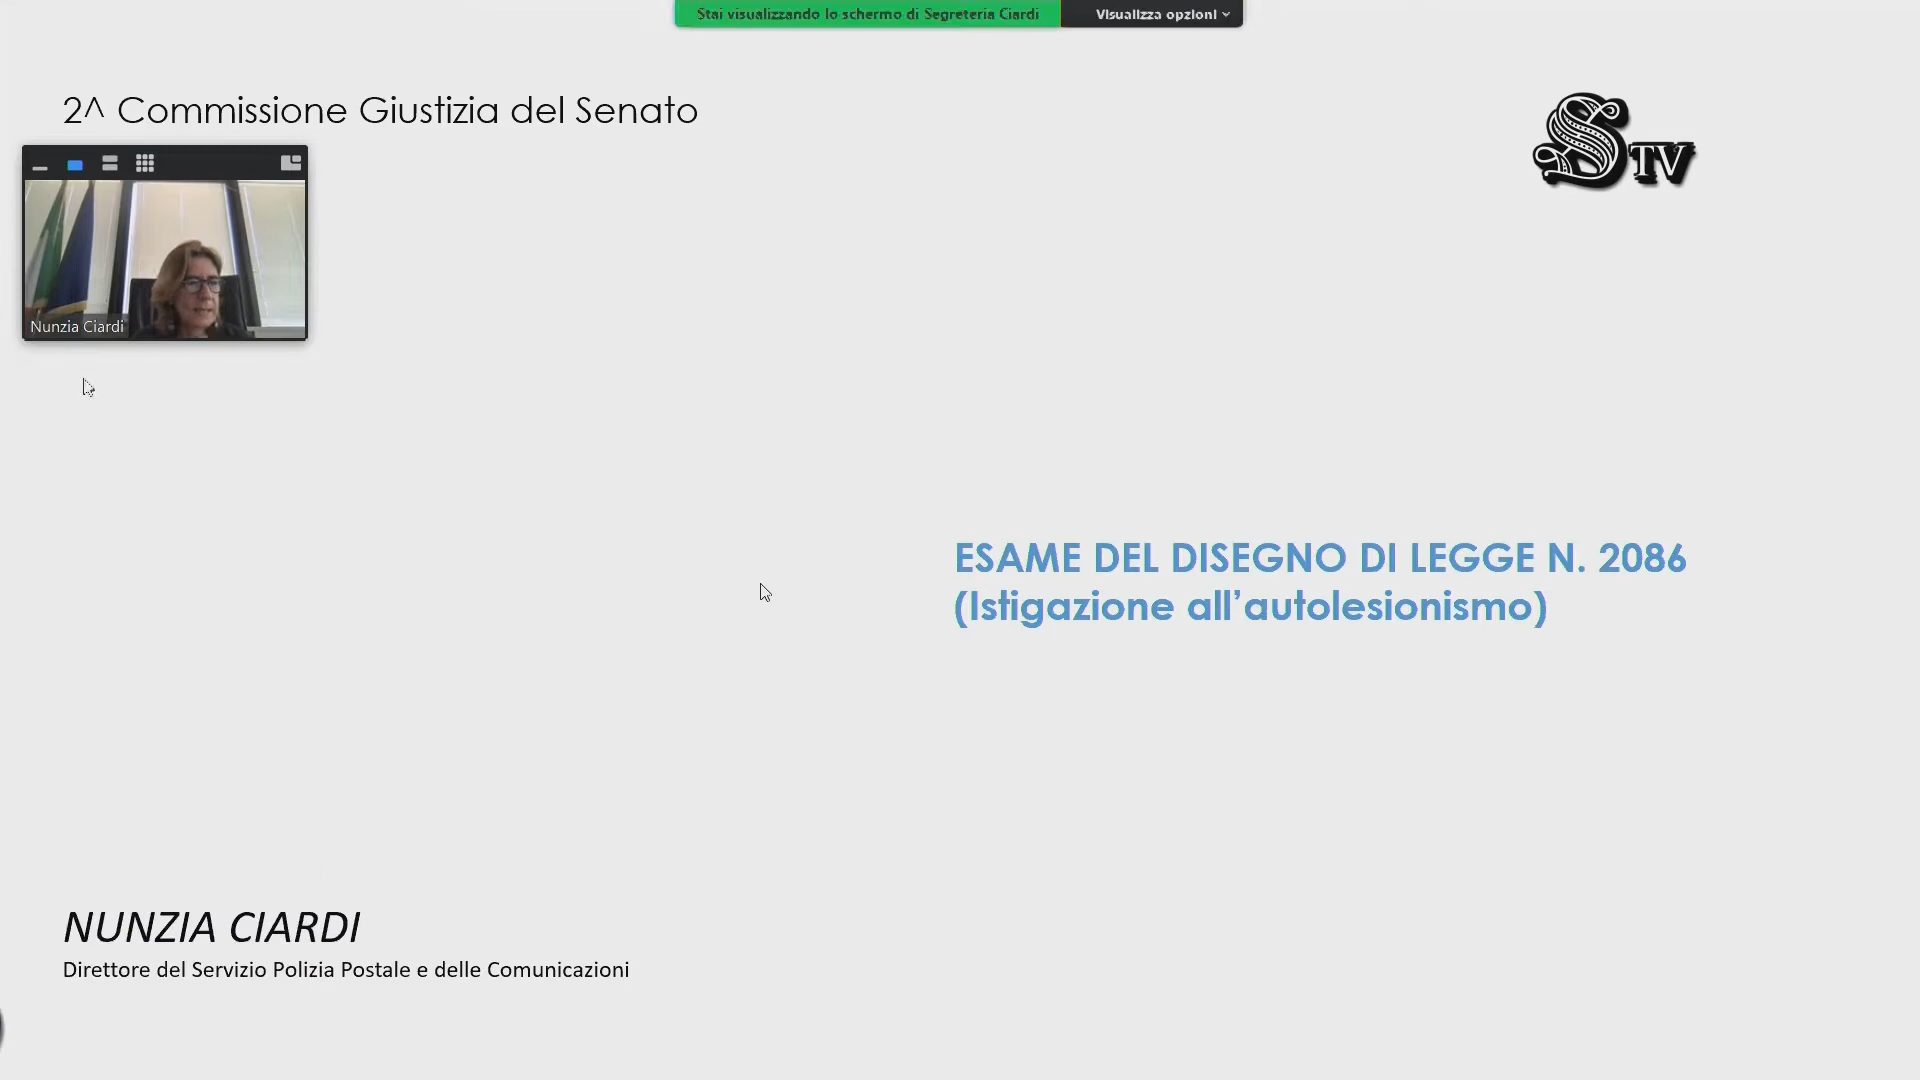 Stai visualizzando lo schermo di Segreteria Ciardi
Visualizza opzioni
2^ Commissione Giustizia del Senato
STV
Nunzia Ciardi
ESAME DEL DISEGNO DI LEGGE N. 2086
(Istigazione all’autolesionismo)
NUNZIA CIARDI
Direttore del Servizio Polizia Postale e delle Comunicazioni